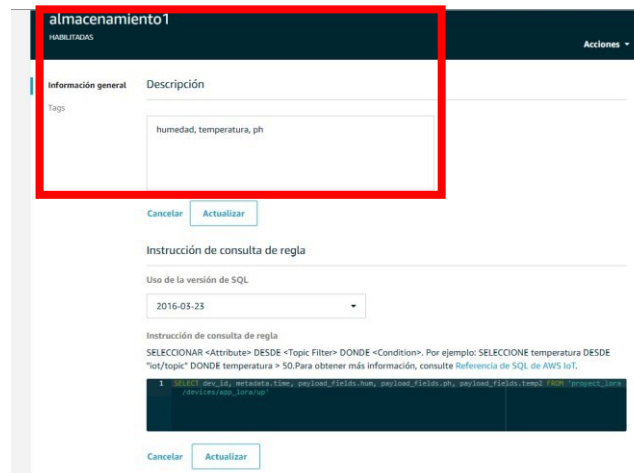 almacenamiento1
HABILITADAS
Acciones
Información general
Descripción
Tags
humedad, temperatura, ph
Cancelar
Actualizar
Instrucción de consulta de regla
Uso de la versión de SQL
2016-03-23
Instrucción de consulta de regla
SELECCIONAR <Attribute> DESDE <Topic Filter> DONDE <Condition>. Por ejemplo: SELECCIONE temperatura DESDE
"iot/topic" DONDE temperatura > 50.Para obtener más información, consulte Referencia de SQL de AWS IoT.
1 SELECT dev_id, metadata.time, payload_fields.hum, payload_fields.ph, payload_fields.temp2 FROM 'proyect_lora
/devices/app_lora/up'
Cancelar
Actualizar